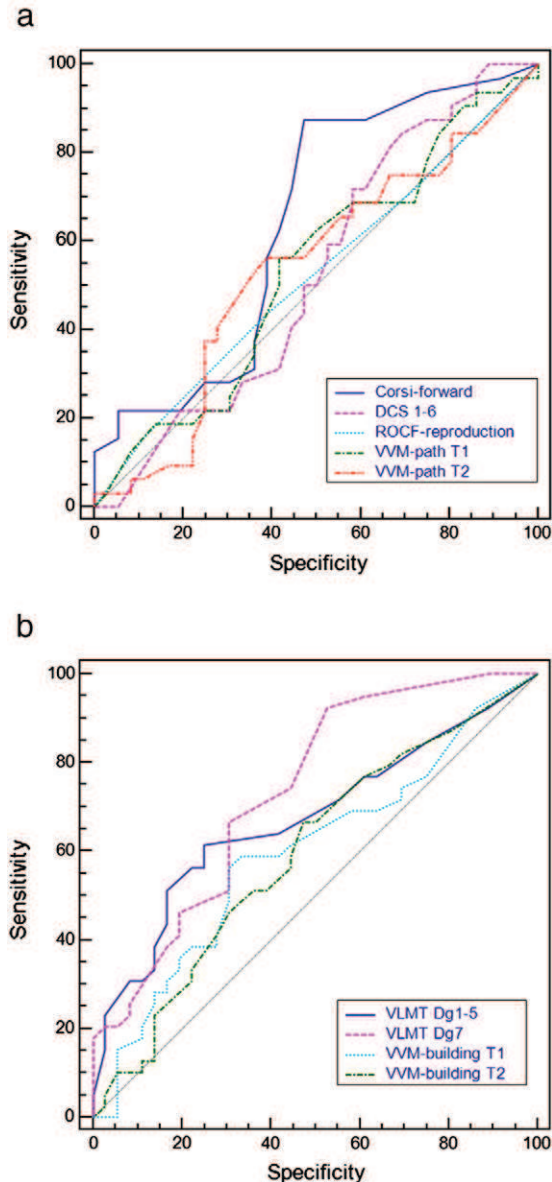 a
100
80
60
40
20
0
Sensitivity
Corsi-forward
DCS 1-6
ROCF-reproduction
VVM-path T1
VVM-path T2
0 20 40 60 80 100
Specificity
b
100
80
60
40
20
0
Sensitivity
VLMT Dg1-5
VLMT Dg7
VVM-building T1
VVM-building T2
0 20 40 60 80 100
Specificity